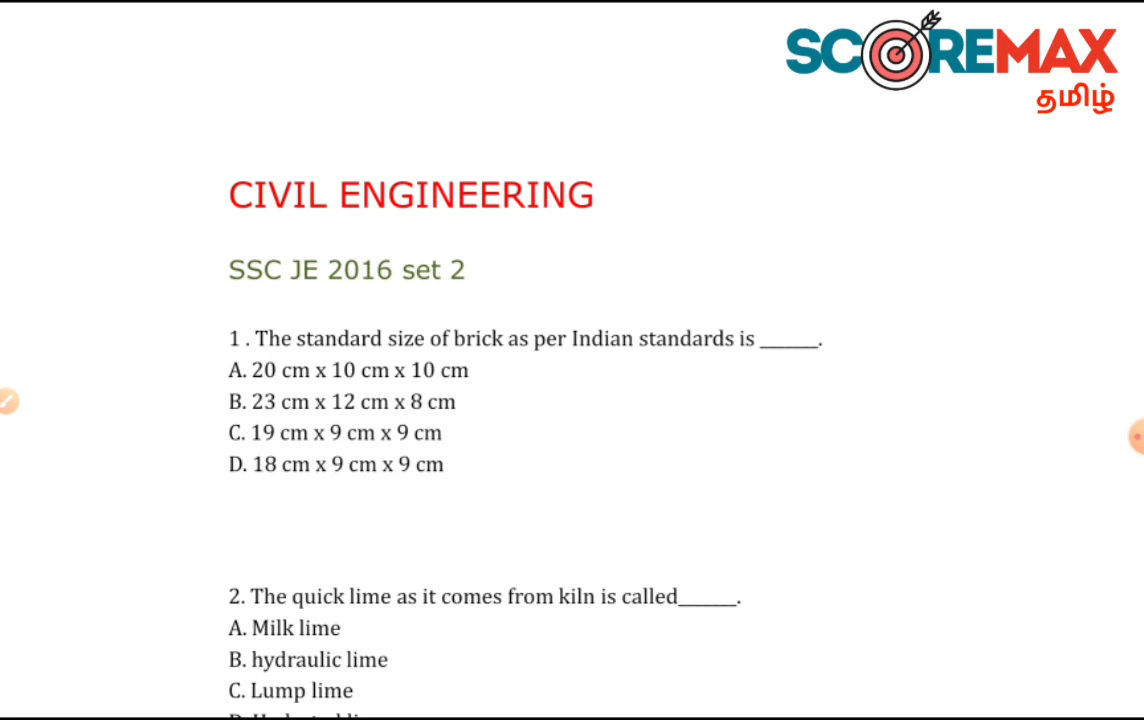 SCOREMAX
தமிழ்
CIVIL ENGINEERING
SSC JE 2016 set 2
1 . The standard size of brick as per Indian standards is ______.
A. 20 cm x 10 cm x 10 cm
B. 23 cm x 12 cm x 8 cm
C. 19 cm x 9 cm x 9 cm
D. 18 cm x 9 cm x 9 cm
2. The quick lime as it comes from kiln is called______.
A. Milk lime
B. hydraulic lime
C. Lump lime